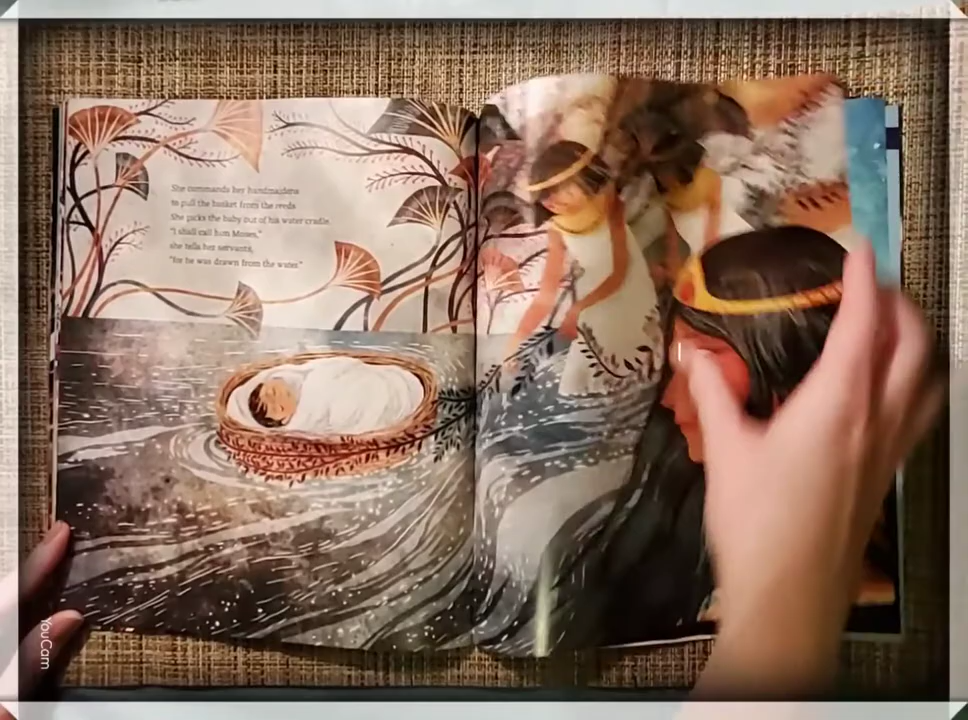 She commands her handmaidens
to pull the basket from the reeds.
She picks the baby out of his water cradle.
"I shall call him Moses,"
she tells her servants,
"for he was drawn from the water."
YouCam